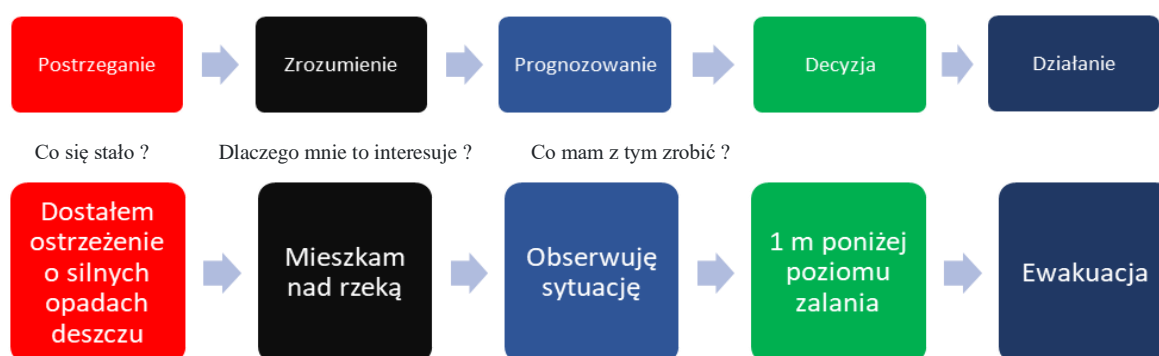 Postrzeganie
Zrozumienie
Prognozowanie
Decyzja
Działanie
Co się stało ?
Dlaczego mnie to interesuje ?
Co mam z tym zrobić ?
Dostałem
ostrzeżenie
o silnych
opadach
deszczu
Mieszkam
nad rzeką
Obserwuję
sytuację
1 m poniżej
poziomu
zalania
Ewakuacja